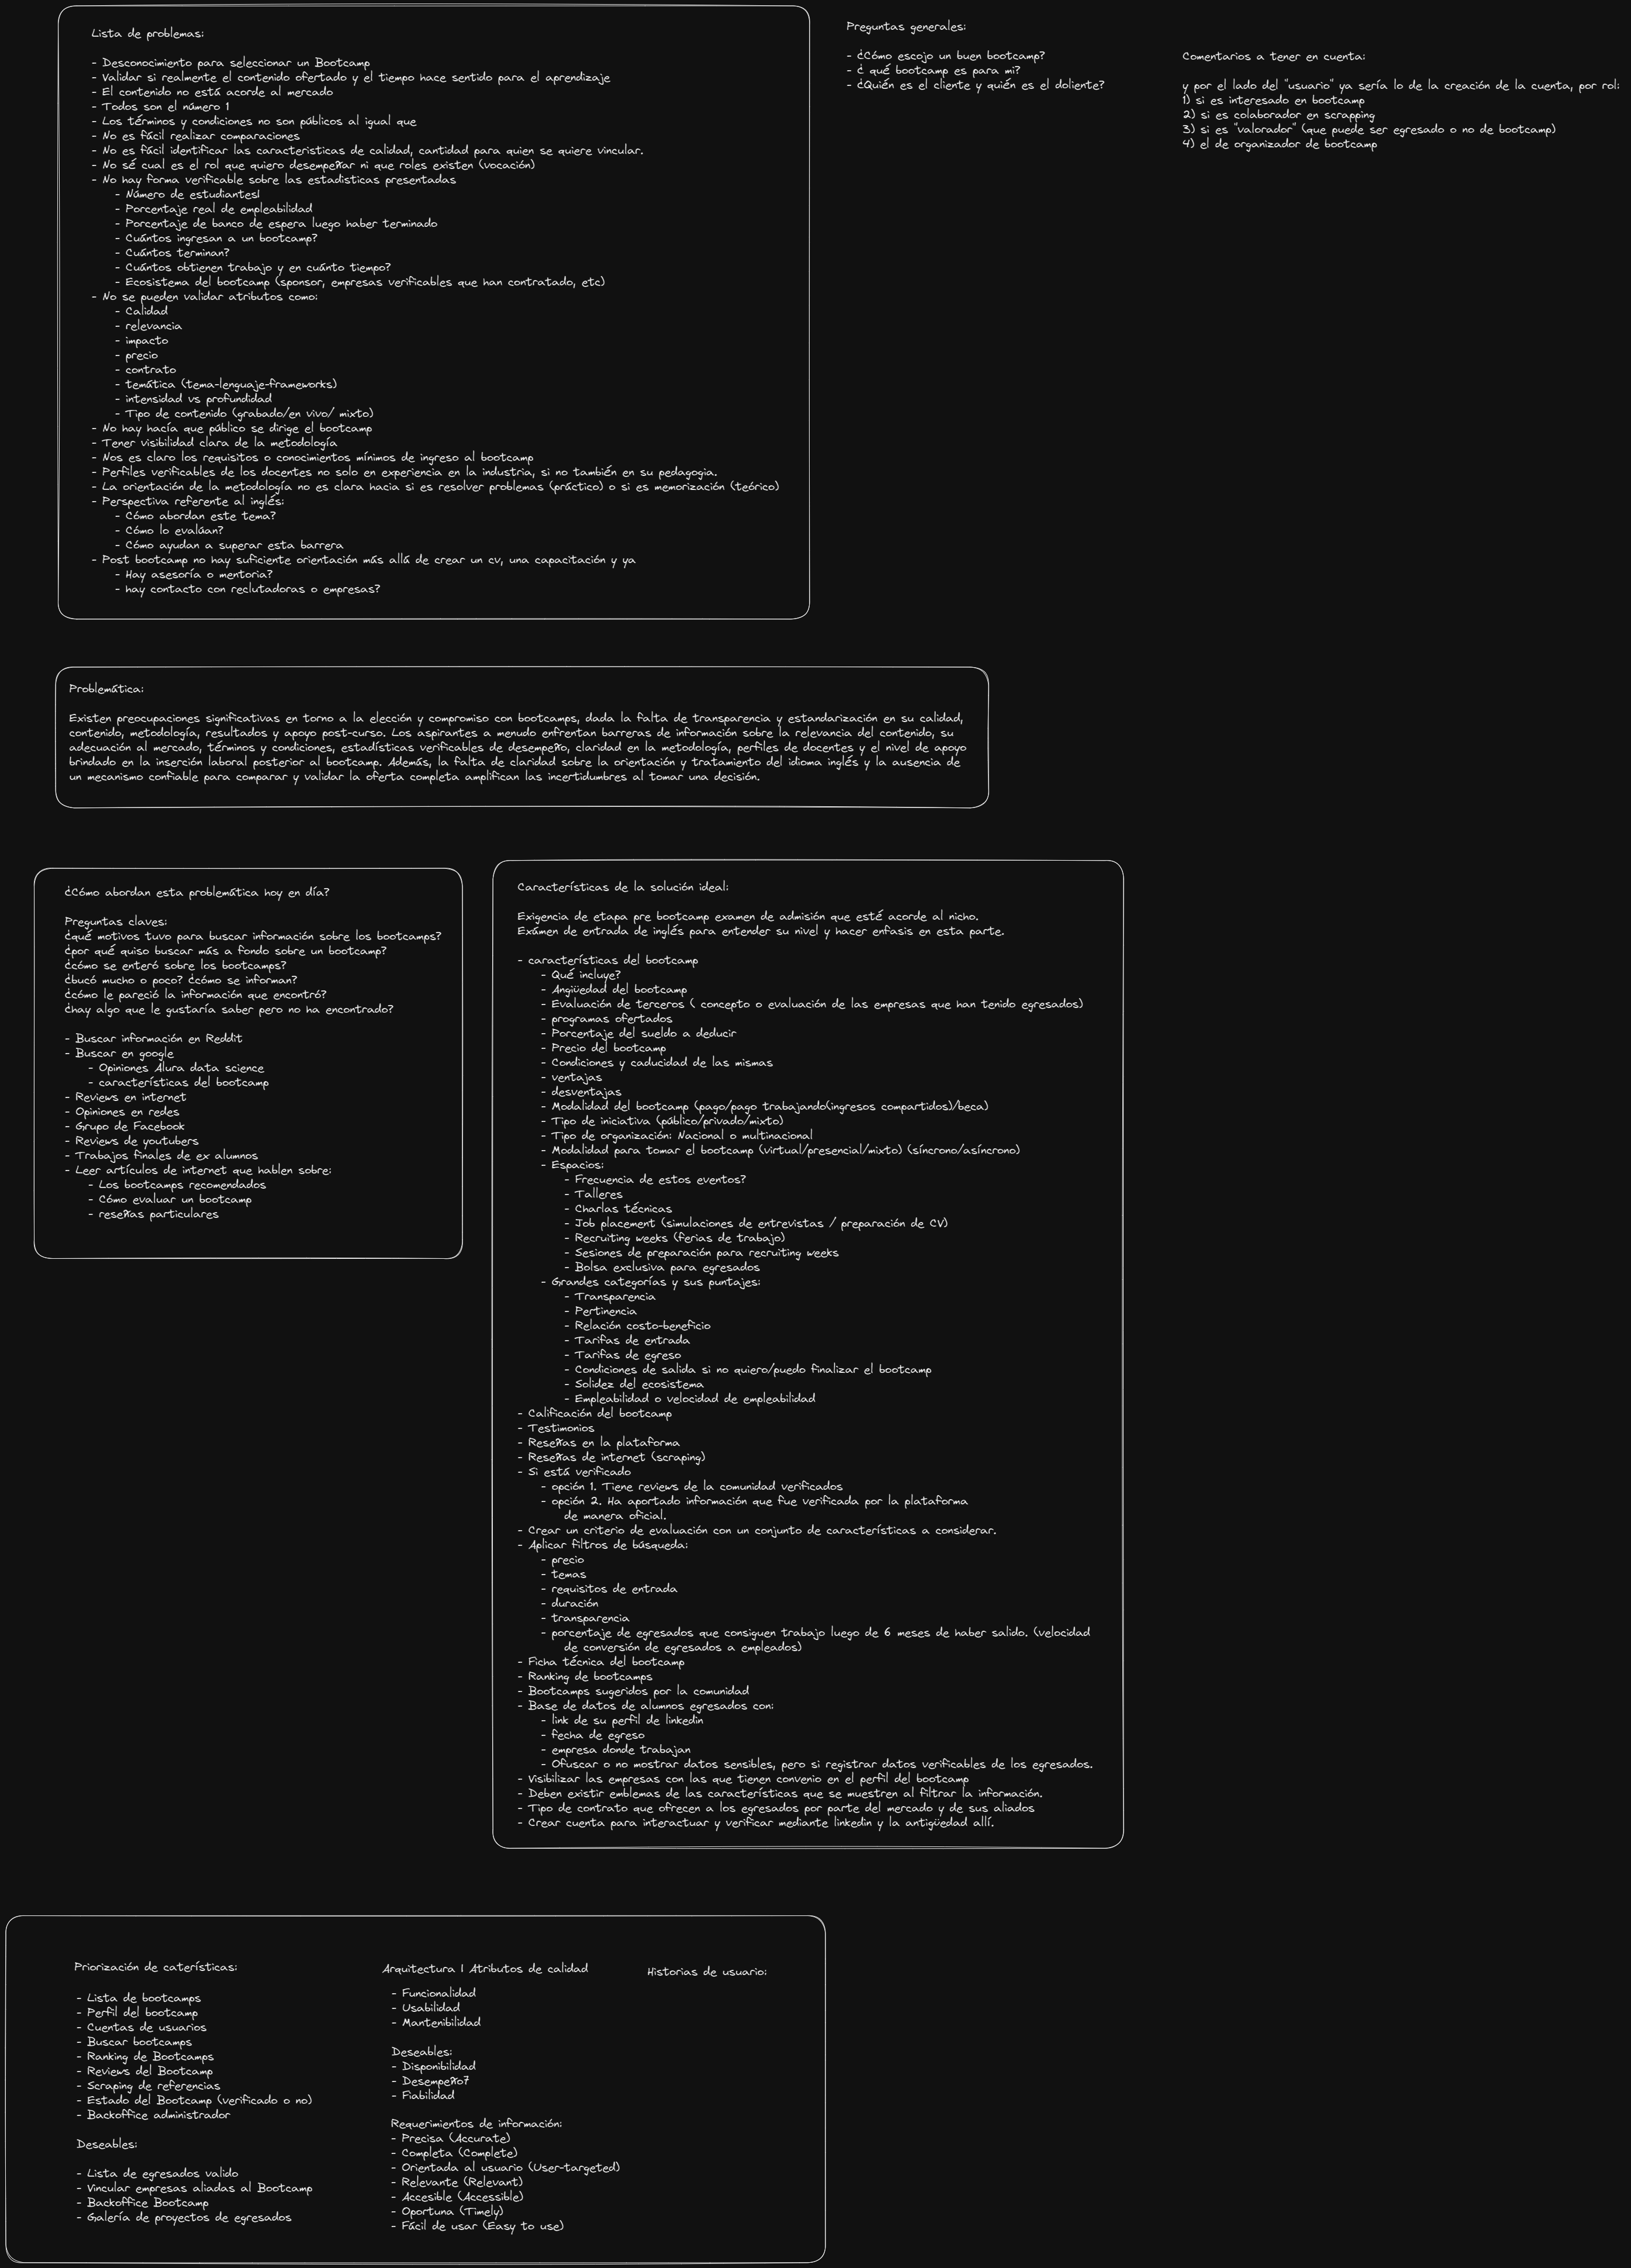 Lista de problemas:
- Desconocimiento para seleccionar un Bootcamp
- Validar si realmente el contenido ofertado y el tiempo hace sentido para el aprendizaje
- El contenido no está acorde al mercado
- Todos son el número 1
- Los términos y condiciones no son públicos al igual que
- No es fácil realizar comparaciones
- No es fácil identificar las caracteristicas de calidad, cantidad para quien se quiere vincular.
- No sé cual es el rol que quiero desempeñar ni que roles existen (vocación)
- No hay forma verificable sobre las estadisticas presentadas
- Número de estudiantesl
- Porcentaje real de empleabilidad
- Porcentaje de banco de espera luego haber terminado
- Cuántos ingresan a un bootcamp?
- Cuántos terminan?
- Cuántos obtienen trabajo y en cuánto tiempo?
- Ecosistema del bootcamp (sponsor, empresas verificables que han contratado, etc)
- No se pueden validar atributos como:
- Calidad
- relevancia
- impacto
- precio
- contrato
- temática (tema-lenguaje-frameworks)
- intensidad vs profundidad
- Tipo de contenido (grabado/en vivo/ mixto)
- No hay hacía que público se dirige el bootcamp
- Tener visibilidad clara de la metodología
- Nos es claro los requisitos o conocimientos mínimos de ingreso al bootcamp
- Perfiles verificables de los docentes no solo en experiencia en la industria, si no también en su pedagogia.
- La orientación de la metodología no es clara hacia si es resolver problemas (práctico) o si es memorización (teórico)
- Perspectiva referente al inglés:
- Cómo abordan este tema?
- Cómo lo evalúan?
- Cómo ayudan a superar esta barrera
- Post bootcamp no hay suficiente orientación más allá de crear un cv, una capacitación y ya
- Hay asesoría o mentoria?
- hay contacto con reclutadoras o empresas?
Preguntas generales:
- ¿Cómo escojo un buen bootcamp?
- ¿ qué bootcamp es para mi?
- ¿Quién es el cliente y quién es el doliente?
Comentarios a tener en cuenta:
y por el lado del "usuario" ya sería lo de la creación de la cuenta, por rol:
1) si es interesado en bootcamp
2) si es colaborador en scrapping
3) si es "valorador" (que puede ser egresado o no de bootcamp)
4) el de organizador de bootcamp
Problemática:
Existen preocupaciones significativas en torno a la elección y compromiso con bootcamps, dada la falta de transparencia y estandarización en su calidad,
contenido, metodología, resultados y apoyo post-curso. Los aspirantes a menudo enfrentan barreras de información sobre la relevancia del contenido, su
adecuación al mercado, términos y condiciones, estadísticas verificables de desempeño, claridad en la metodología, perfiles de docentes y el nivel de apoyo
brindado en la inserción laboral posterior al bootcamp. Además, la falta de claridad sobre la orientación y tratamiento del idioma inglés y la ausencia de
un mecanismo confiable para comparar y validar la oferta completa amplifican las incertidumbres al tomar una decisión.
¿Cómo abordan esta problemática hoy en día?
Preguntas claves:
¿qué motivos tuvo para buscar información sobre los bootcamps?
¿por qué quiso buscar más a fondo sobre un bootcamp?
¿cómo se enteró sobre los bootcamps?
¿bucó mucho o poco? ¿cómo se informan?
¿cómo le pareció la información que encontró?
¿hay algo que le gustaría saber pero no ha encontrado?
- Buscar información en Reddit
- Buscar en google
- Opiniones Alura data science
- características del bootcamp
- Reviews en internet
- Opiniones en redes
- Grupo de Facebook
- Reviews de youtubers
- Trabajos finales de ex alumnos
- Leer artículos de internet que hablen sobre:
- Los bootcamps recomendados
- Cómo evaluar un bootcamp
- reseñas particulares
Características de la solución ideal:
Exigencia de etapa pre bootcamp examen de admisión que esté acorde al nicho.
Exámen de entrada de inglés para entender su nivel y hacer enfasis en esta parte.
- características del bootcamp
- Qué incluye?
- Angiüedad del bootcamp
- Evaluación de terceros ( concepto o evaluación de las empresas que han tenido egresados)
- programas ofertados
- Porcentaje del sueldo a deducir
- Precio del bootcamp
- Condiciones y caducidad de las mismas
- ventajas
- desventajas
- Modalidad del bootcamp (pago/pago trabajando(ingresos compartidos)/beca)
- Tipo de iniciativa (público/privado/mixto)
- Tipo de organización: Nacional o multinacional
- Modalidad para tomar el bootcamp (virtual/presencial/mixto) (síncrono/asíncrono)
- Espacios:
- Frecuencia de estos eventos?
- Talleres
- Charlas técnicas
- Job placement (simulaciones de entrevistas / preparación de CV)
- Recruiting weeks (ferias de trabajo)
- Sesiones de preparación para recruiting weeks
- Bolsa exclusiva para egresados
- Grandes categorías y sus puntajes:
- Transparencia
- Pertinencia
- Relación costo-beneficio
- Tarifas de entrada
- Tarifas de egreso
- Condiciones de salida si no quiero/puedo finalizar el bootcamp
- Solidez del ecosistema
- Empleabilidad o velocidad de empleabilidad
- Calificación del bootcamp
- Testimonios
- Reseñas en la plataforma
- Reseñas de internet (scraping)
- Si está verificado
- opción 1. Tiene reviews de la comunidad verificados
- opción 2. Ha aportado información que fue verificada por la plataforma
de manera oficial.
- Crear un criterio de evaluación con un conjunto de características a considerar.
- Aplicar filtros de búsqueda:
- precio
- temas
- requisitos de entrada
- duración
- transparencia
- porcentaje de egresados que consiguen trabajo luego de 6 meses de haber salido. (velocidad
de conversión de egresados a empleados)
- Ficha técnica del bootcamp
- Ranking de bootcamps
- Bootcamps sugeridos por la comunidad
- Base de datos de alumnos egresados con:
- link de su perfil de linkedin
- fecha de egreso
- empresa donde trabajan
- Ofuscar o no mostrar datos sensibles, pero si registrar datos verificables de los egresados.
- Visibilizar las empresas con las que tienen convenio en el perfil del bootcamp
- Deben existir emblemas de las características que se muestren al filtrar la información.
- Tipo de contrato que ofrecen a los egresados por parte del mercado y de sus aliados
- Crear cuenta para interactuar y verificar mediante linkedin y la antigüedad allí.
Priorización de caterísticas:
- Lista de bootcamps
- Perfil del bootcamp
- Cuentas de usuarios
- Buscar bootcamps
- Ranking de Bootcamps
- Reviews del Bootcamp
- Scraping de referencias
- Estado del Bootcamp (verificado o no)
- Backoffice administrador
Deseables:
- Lista de egresados valido
- Vincular empresas aliadas al Bootcamp
- Backoffice Bootcamp
- Galería de proyectos de egresados
Arquitectura | Atributos de calidad
- Funcionalidad
- Usabilidad
- Mantenibilidad
Deseables:
- Disponibilidad
- Desempeño7
- Fiabilidad
Requerimientos de información:
- Precisa (Accurate)
- Completa (Complete)
- Orientada al usuario (User-targeted)
- Relevante (Relevant)
- Accesible (Accessible)
- Oportuna (Timely)
- Fácil de usar (Easy to use)
Historias de usuario: